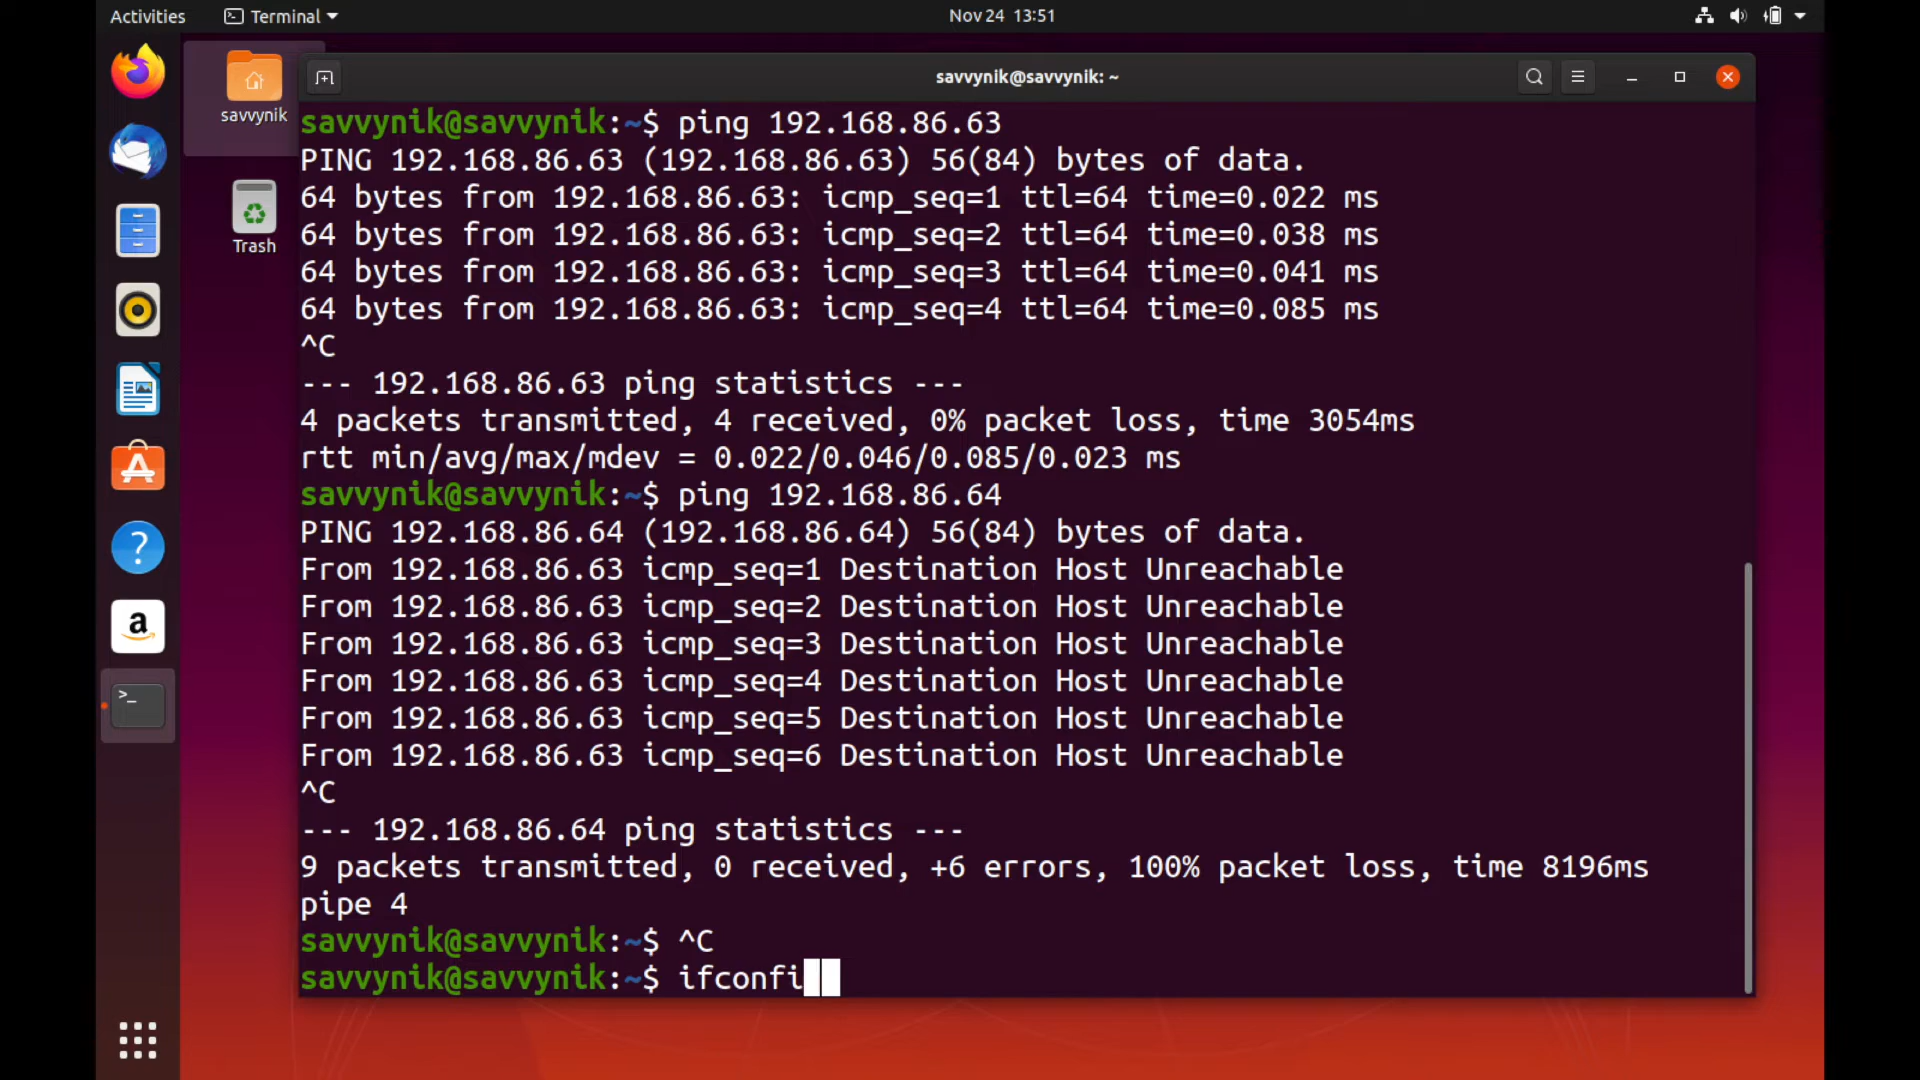 Activities Terminal Nov 24 13:51
savvynik
Trash
savvynik@savvynik: ~
savvynik@savvynik:~$ ping 192.168.86.63
PING 192.168.86.63 (192.168.86.63) 56(84) bytes of data.
64 bytes from 192.168.86.63: icmp_seq=1 ttl=64 time=0.022 ms
64 bytes from 192.168.86.63: icmp_seq=2 ttl=64 time=0.038 ms
64 bytes from 192.168.86.63: icmp_seq=3 ttl=64 time=0.041 ms
64 bytes from 192.168.86.63: icmp_seq=4 ttl=64 time=0.085 ms
^C
--- 192.168.86.63 ping statistics ---
4 packets transmitted, 4 received, 0% packet loss, time 3054ms
rtt min/avg/max/mdev = 0.022/0.046/0.085/0.023 ms
savvynik@savvynik:~$ ping 192.168.86.64
PING 192.168.86.64 (192.168.86.64) 56(84) bytes of data.
From 192.168.86.63 icmp_seq=1 Destination Host Unreachable
From 192.168.86.63 icmp_seq=2 Destination Host Unreachable
From 192.168.86.63 icmp_seq=3 Destination Host Unreachable
From 192.168.86.63 icmp_seq=4 Destination Host Unreachable
From 192.168.86.63 icmp_seq=5 Destination Host Unreachable
From 192.168.86.63 icmp_seq=6 Destination Host Unreachable
^C
--- 192.168.86.64 ping statistics ---
9 packets transmitted, 0 received, +6 errors, 100% packet loss, time 8196ms
pipe 4
savvynik@savvynik:~$ ^C
savvynik@savvynik:~$ ifconfi